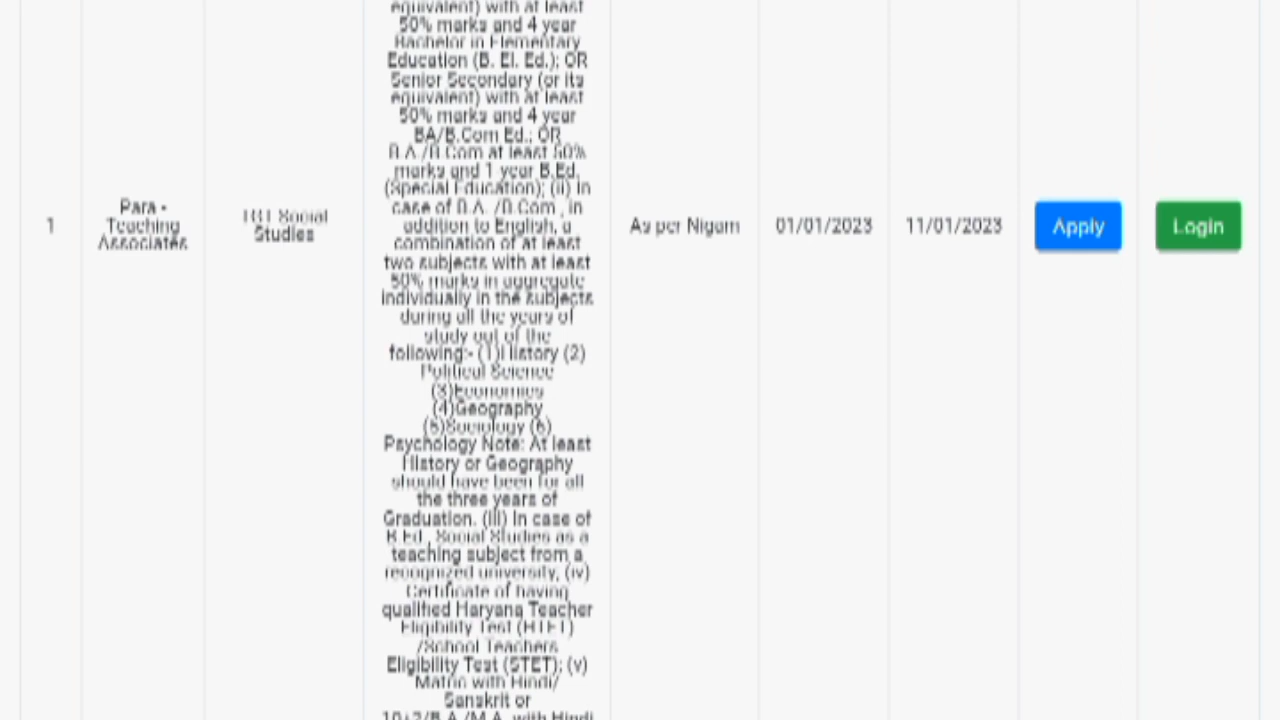 1
Para -
Teaching
Associates
TGT Social
Studies
equivalent) with at least
50% marks and 4 year
Bachelor in Elementary
Education (B. El. Ed.); OR
Senior Secondary (or its
equivalent) with at least
50% marks and 4 year
BA/B.Com Ed.; OR
B.A./B.Com at least 50%
marks and 1 year B.Ed.
(Special Education); (ii) In
case of B.A. /B.Com , in
addition to English, a
combination of at least
two subjects with at least
50% marks in aggregate
individually in the subjects
during all the years of
study out of the
following:- (1)History (2)
Political Science
(3)Economics
(4)Geography
(5)Sociology (6)
Psychology Note: At least
History or Geography
should have been for all
the three years of
Graduation. (iii) In case of
B.Ed., Social Studies as a
teaching subject from a
recognized university; (iv)
Certificate of having
qualified Haryana Teacher
Eligibility Test (HTET)
/School Teachers
Eligibility Test (STET); (v)
Matric with Hindi/
Sanskrit or
10+2/B.A./M.A. with Hindi
As per Nigam
01/01/2023
11/01/2023
Apply
Login